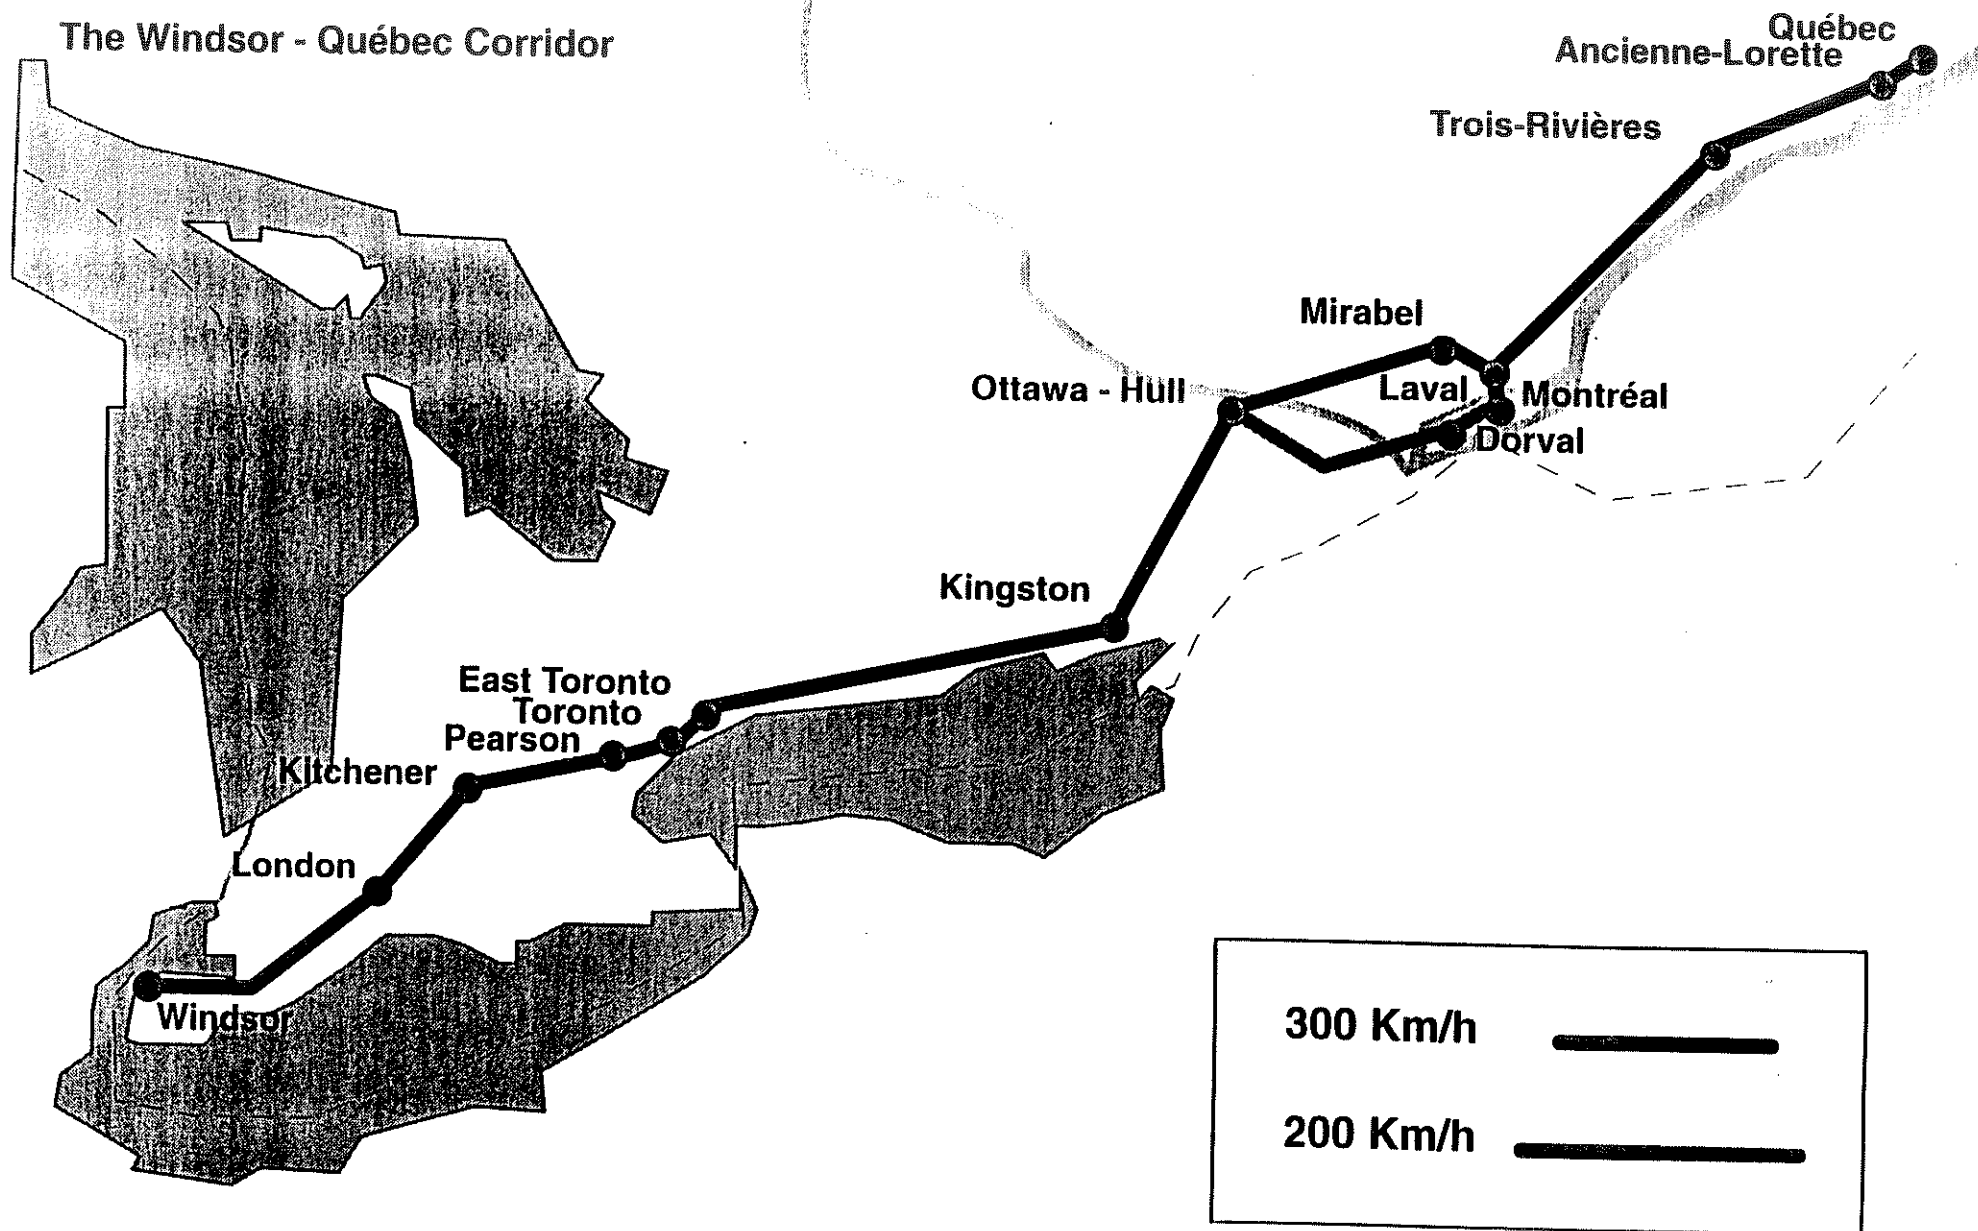 The Windsor - Québec Corridor
Québec
Ancienne-Lorette
Trois-Rivières
Mirabel
Laval
Montréal
Ottawa - Hull
Dorval
Kingston
East Toronto
Toronto
Pearson
Kitchener
London
Windsor
300 Km/h
200 Km/h